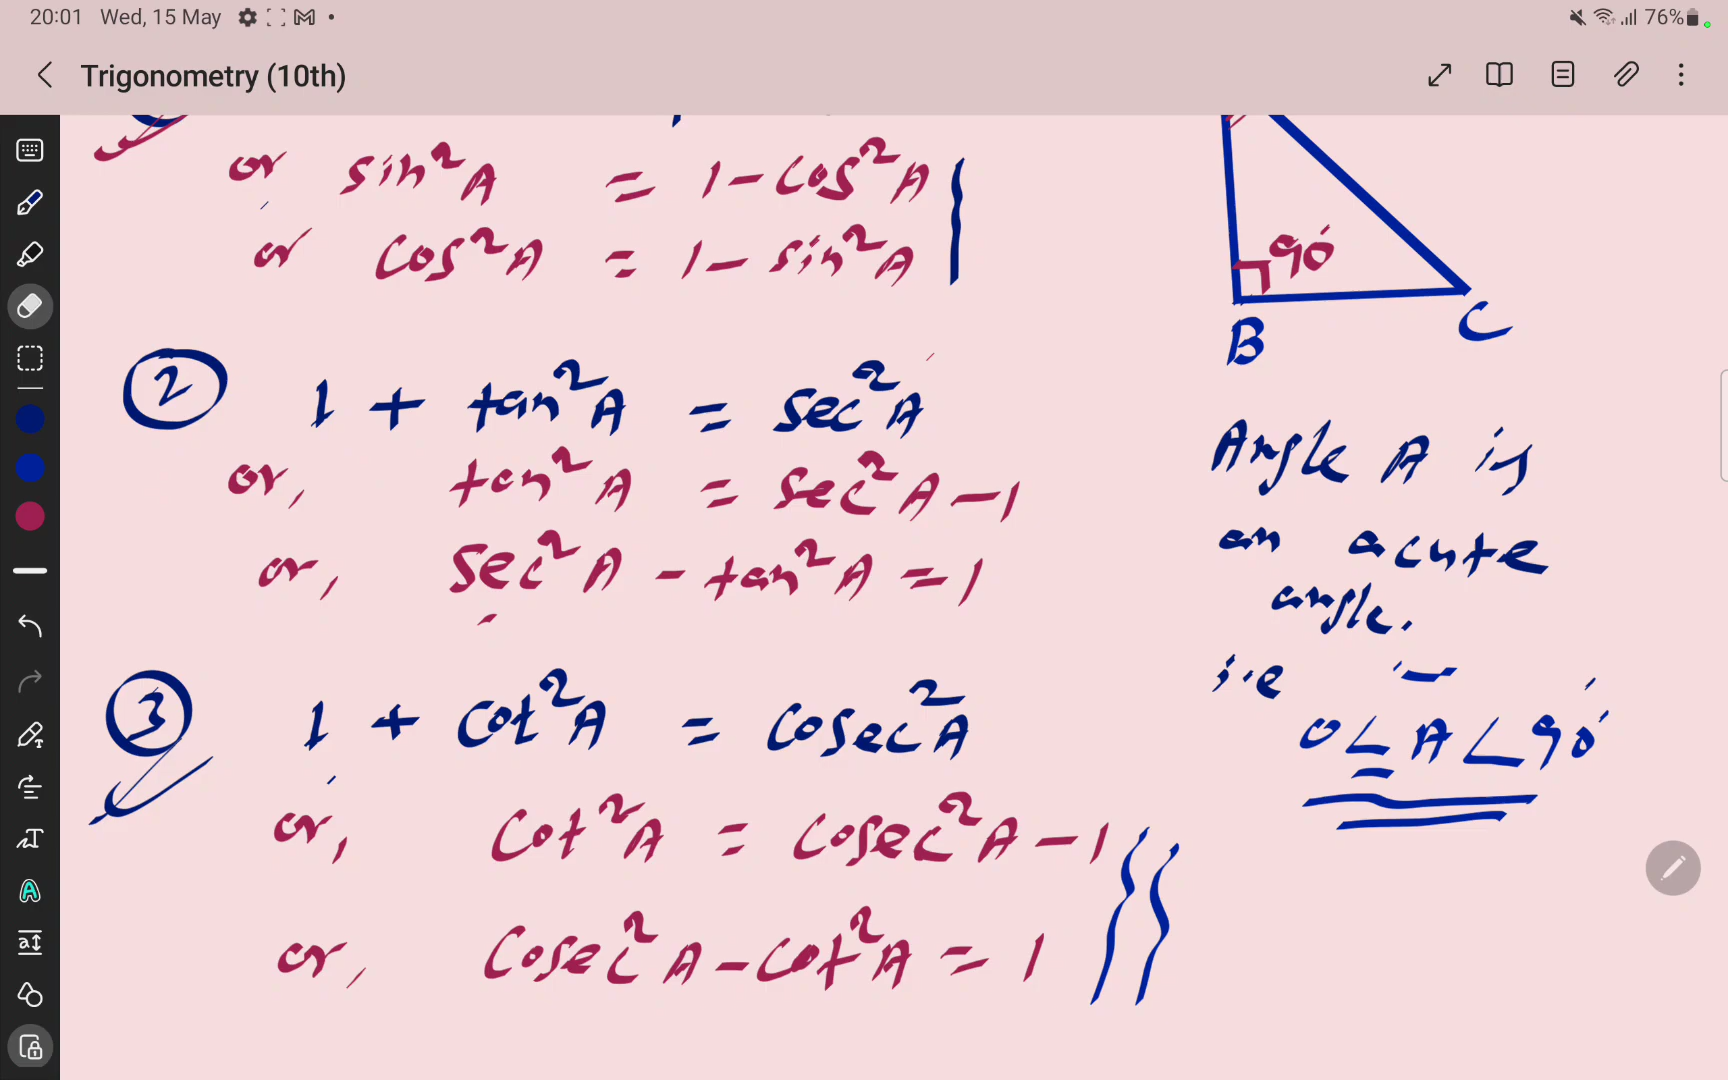 20:01 Wed, 15 May
76%
Trigonometry (10th)
or sin²A = 1 - cos²A
or cos²A = 1 - sin²A
90°
B
C
② 1 + tan²A = sec²A
or, tan²A = sec²A - 1
or, sec²A - tan²A = 1
③ 1 + cot²A = cosec²A
or, cot²A = cosec²A - 1
or, cosec²A - cot²A = 1
Angle A is
an acute
angle.
i.e
0 ≤ A < 90°